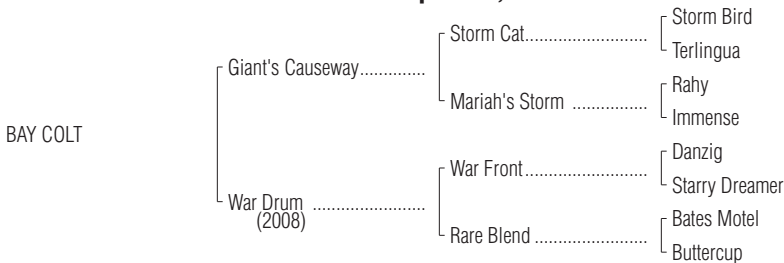 Storm Bird
Storm Cat..............................
Terlingua
Giant's Causeway................
Rahy
Mariah's Storm ...................
Immense
BAY COLT
Danzig
War Front..............................
Starry Dreamer
War Drum ............................
(2008)
Bates Motel
Rare Blend ............................
Buttercup